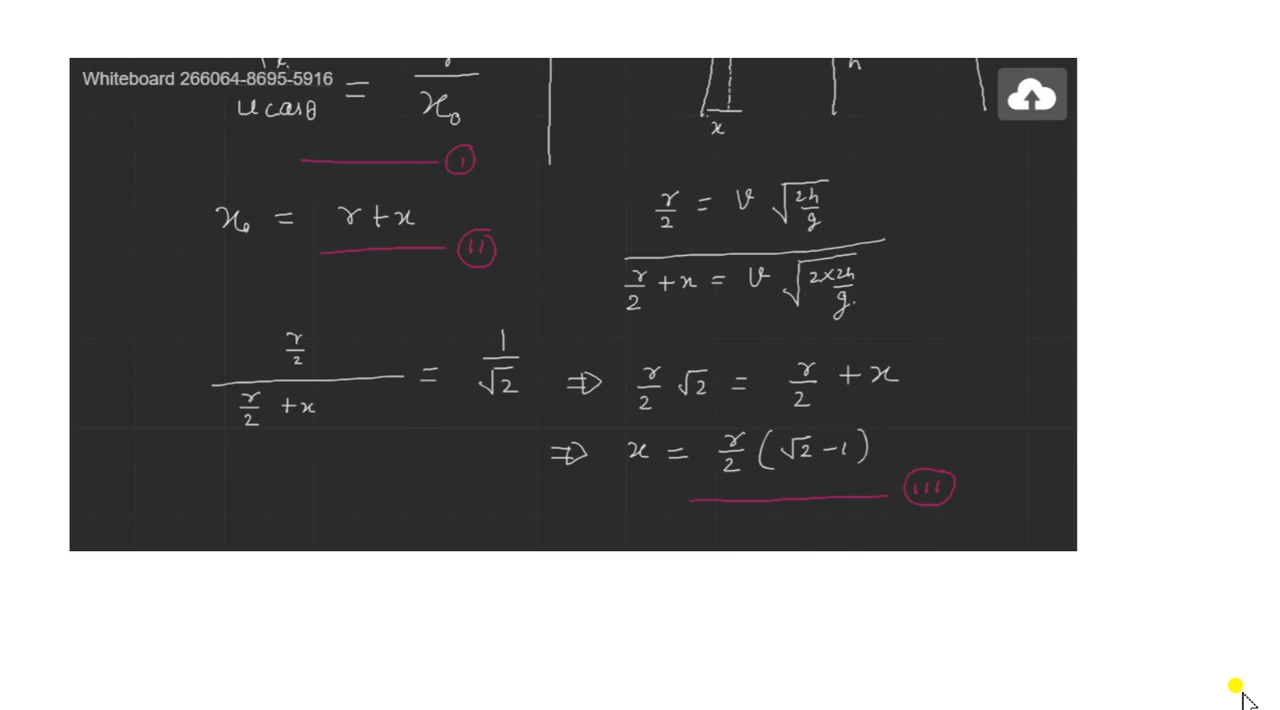 Whiteboard 266064-8695-5916
u cosθ = x₀
I
x₀ = r + x
II
x
h
r/2 = v √(2h/g)
r/2 + x = v √(2×2h/g)
(r/2)/(r/2 + x) = 1/√2 ⇒ r/2 √2 = r/2 + x
⇒ x = r/2 (√2 - 1)
III